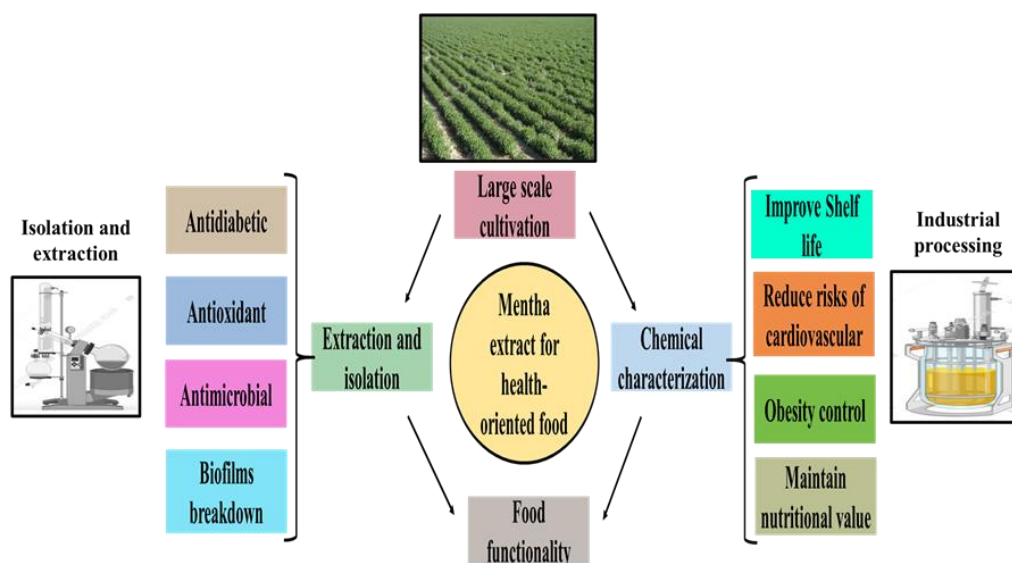 Large scale
cultivation
Isolation and
extraction
Antidiabetic
Antioxidant
Antimicrobial
Biofilms
breakdown
Extraction and
isolation
Mentha
extract for
health-
oriented food
Chemical
characterization
Food
functionality
Improve Shelf
life
Reduce risks of
cardiovascular
Obesity control
Maintain
nutritional value
Industrial
processing